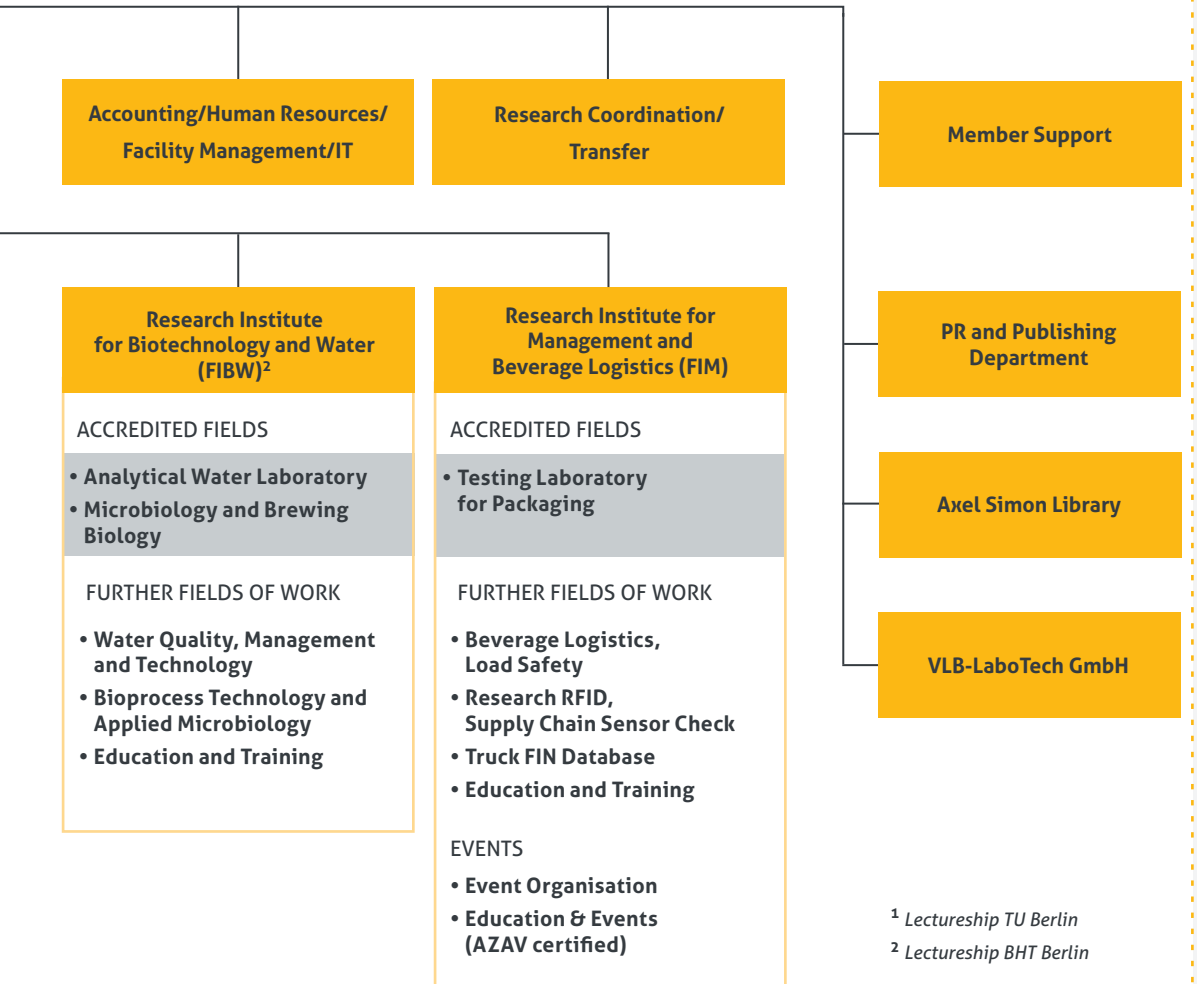 Accounting/Human Resources/
Facility Management/IT
Research Coordination/
Transfer
Member Support
Research Institute
for Biotechnology and Water
(FIBW)²
ACCREDITED FIELDS
• Analytical Water Laboratory
• Microbiology and Brewing
Biology
FURTHER FIELDS OF WORK
• Water Quality, Management
and Technology
• Bioprocess Technology and
Applied Microbiology
• Education and Training
Research Institute for
Management and
Beverage Logistics (FIM)
ACCREDITED FIELDS
• Testing Laboratory
for Packaging
FURTHER FIELDS OF WORK
• Beverage Logistics,
Load Safety
• Research RFID,
Supply Chain Sensor Check
• Truck FIN Database
• Education and Training
EVENTS
• Event Organisation
• Education & Events
(AZAV certified)
PR and Publishing
Department
Axel Simon Library
VLB-LaboTech GmbH
¹ Lectureship TU Berlin
² Lectureship BHT Berlin